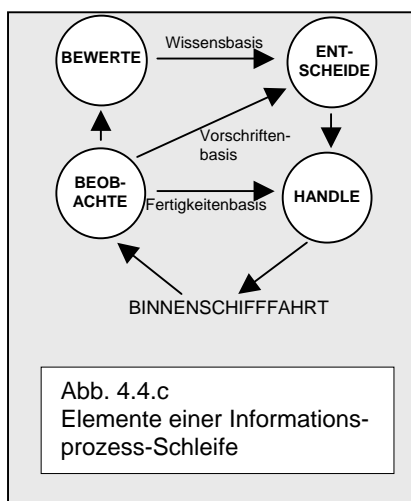 Wissensbasis
BEWERTE
ENT-
SCHEIDE
Vorschriften-
basis
BEOB-
ACHTE
Fertigkeitenbasis
HANDLE
BINNENSCHIFFFAHRT
Abb. 4.4.c
Elemente einer Informations-
prozess-Schleife